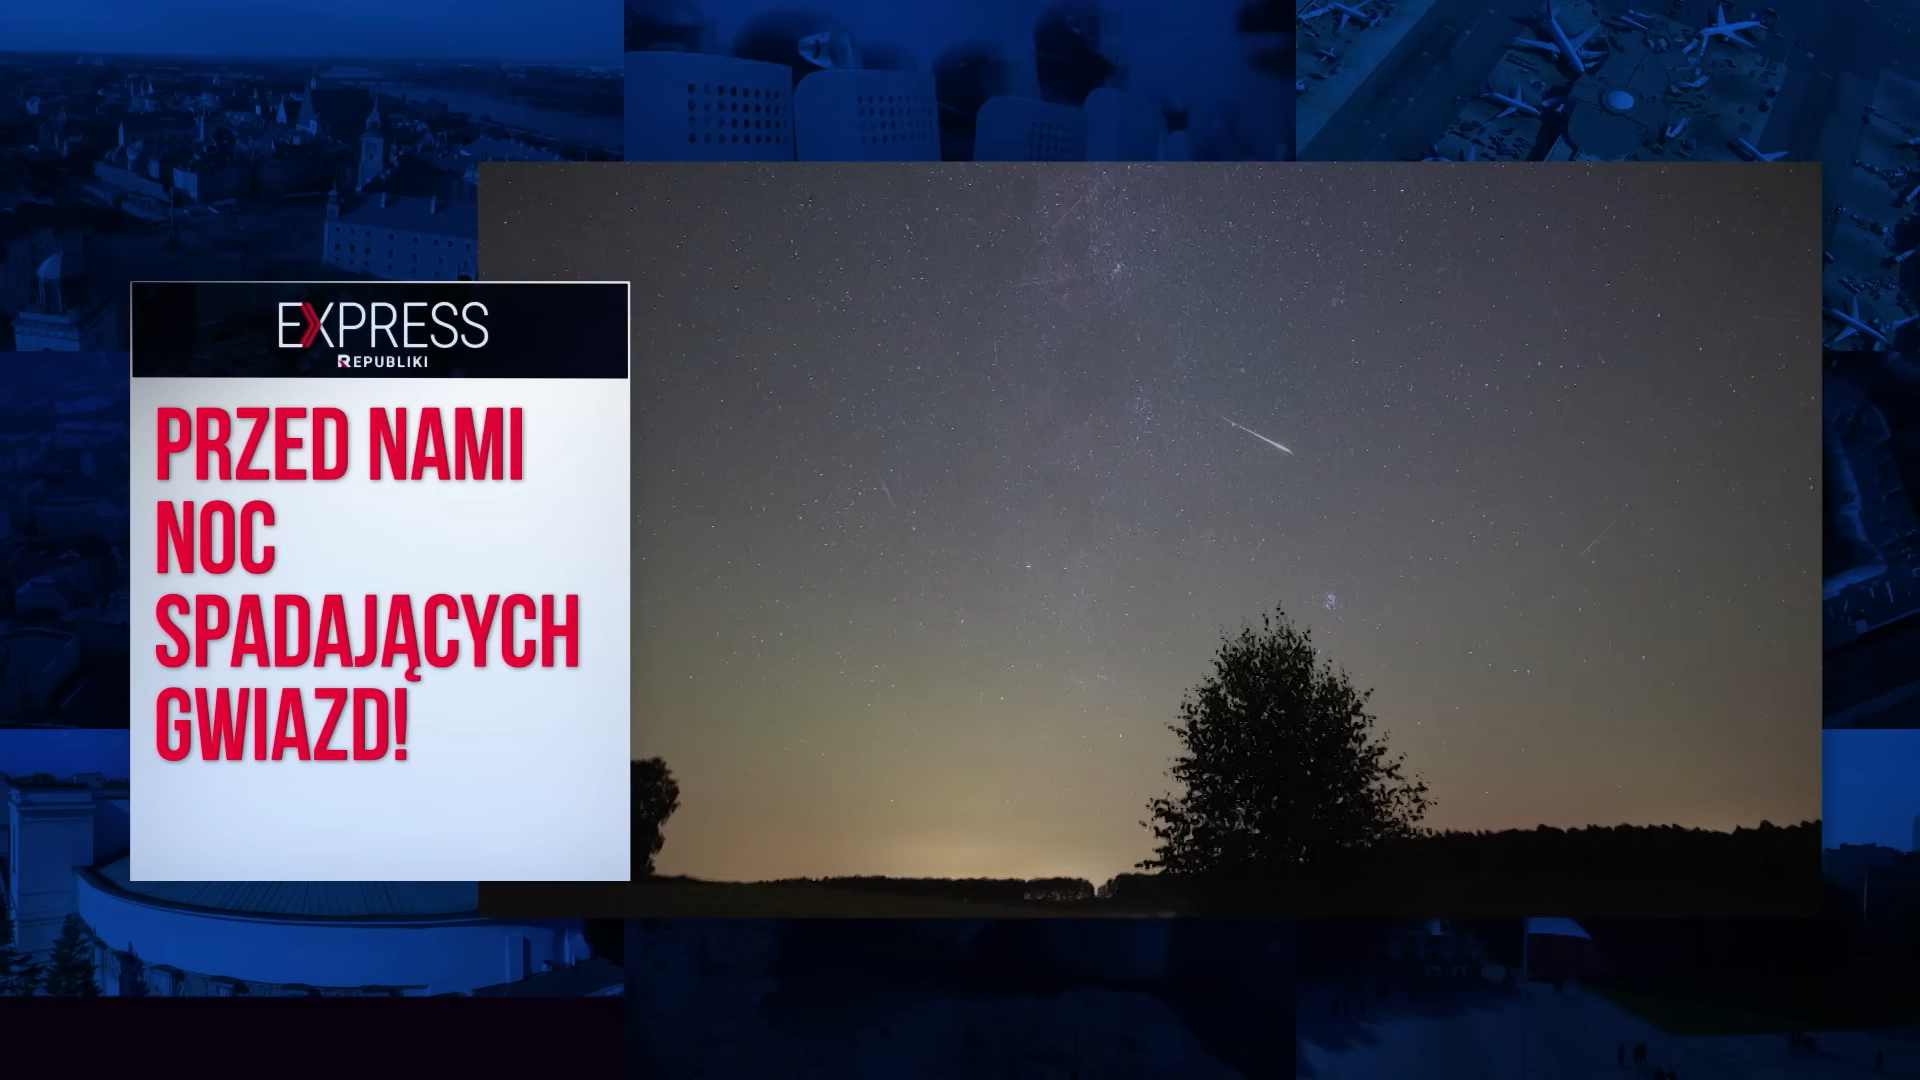 EXPRESS
REPUBLIKI
PRZED NAMI
NOC
SPADAJĄCYCH
GWIAZD!